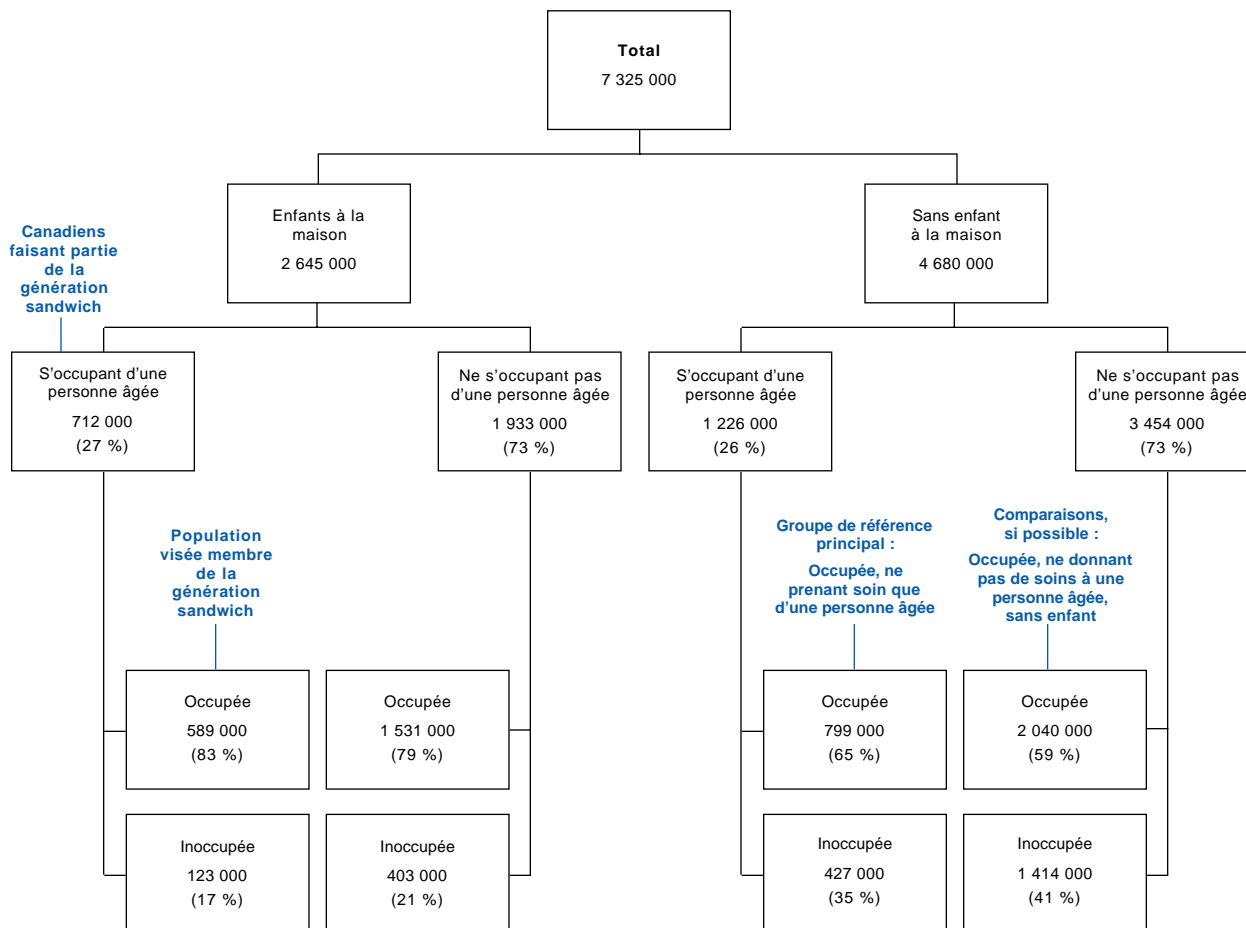 Total
7 325 000
Enfants à la
maison
2 645 000
Sans enfant
à la maison
4 680 000
Canadiens
faisant partie
de la
génération
sandwich
S'occupant d'une
personne âgée
712 000
(27 %)
Ne s'occupant pas
d'une personne âgée
1 933 000
(73 %)
S'occupant d'une
personne âgée
1 226 000
(26 %)
Ne s'occupant pas
d'une personne âgée
3 454 000
(73 %)
Population
visée membre
de la
génération
sandwich
Groupe de référence
principal :
Occupée, ne
prenant soin que
d'une personne âgée
Comparaisons,
si possible :
Occupée, ne donnant
pas de soins à une
personne âgée,
sans enfant
Occupée
589 000
(83 %)
Occupée
1 531 000
(79 %)
Occupée
799 000
(65 %)
Occupée
2 040 000
(59 %)
Inoccupée
123 000
(17 %)
Inoccupée
403 000
(21 %)
Inoccupée
427 000
(35 %)
Inoccupée
1 414 000
(41 %)